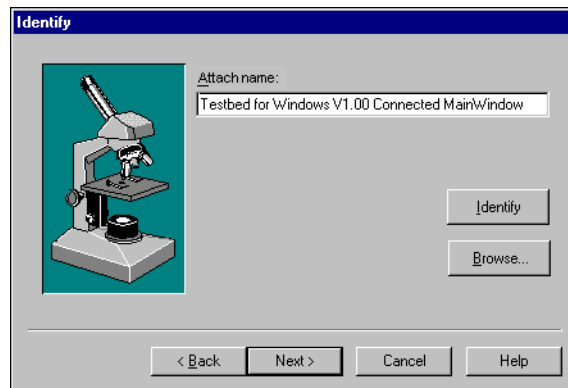 Identify
Attach name:
Testbed for Windows V1.00 Connected MainWindow
Identify
Browse...
< Back
Next >
Cancel
Help